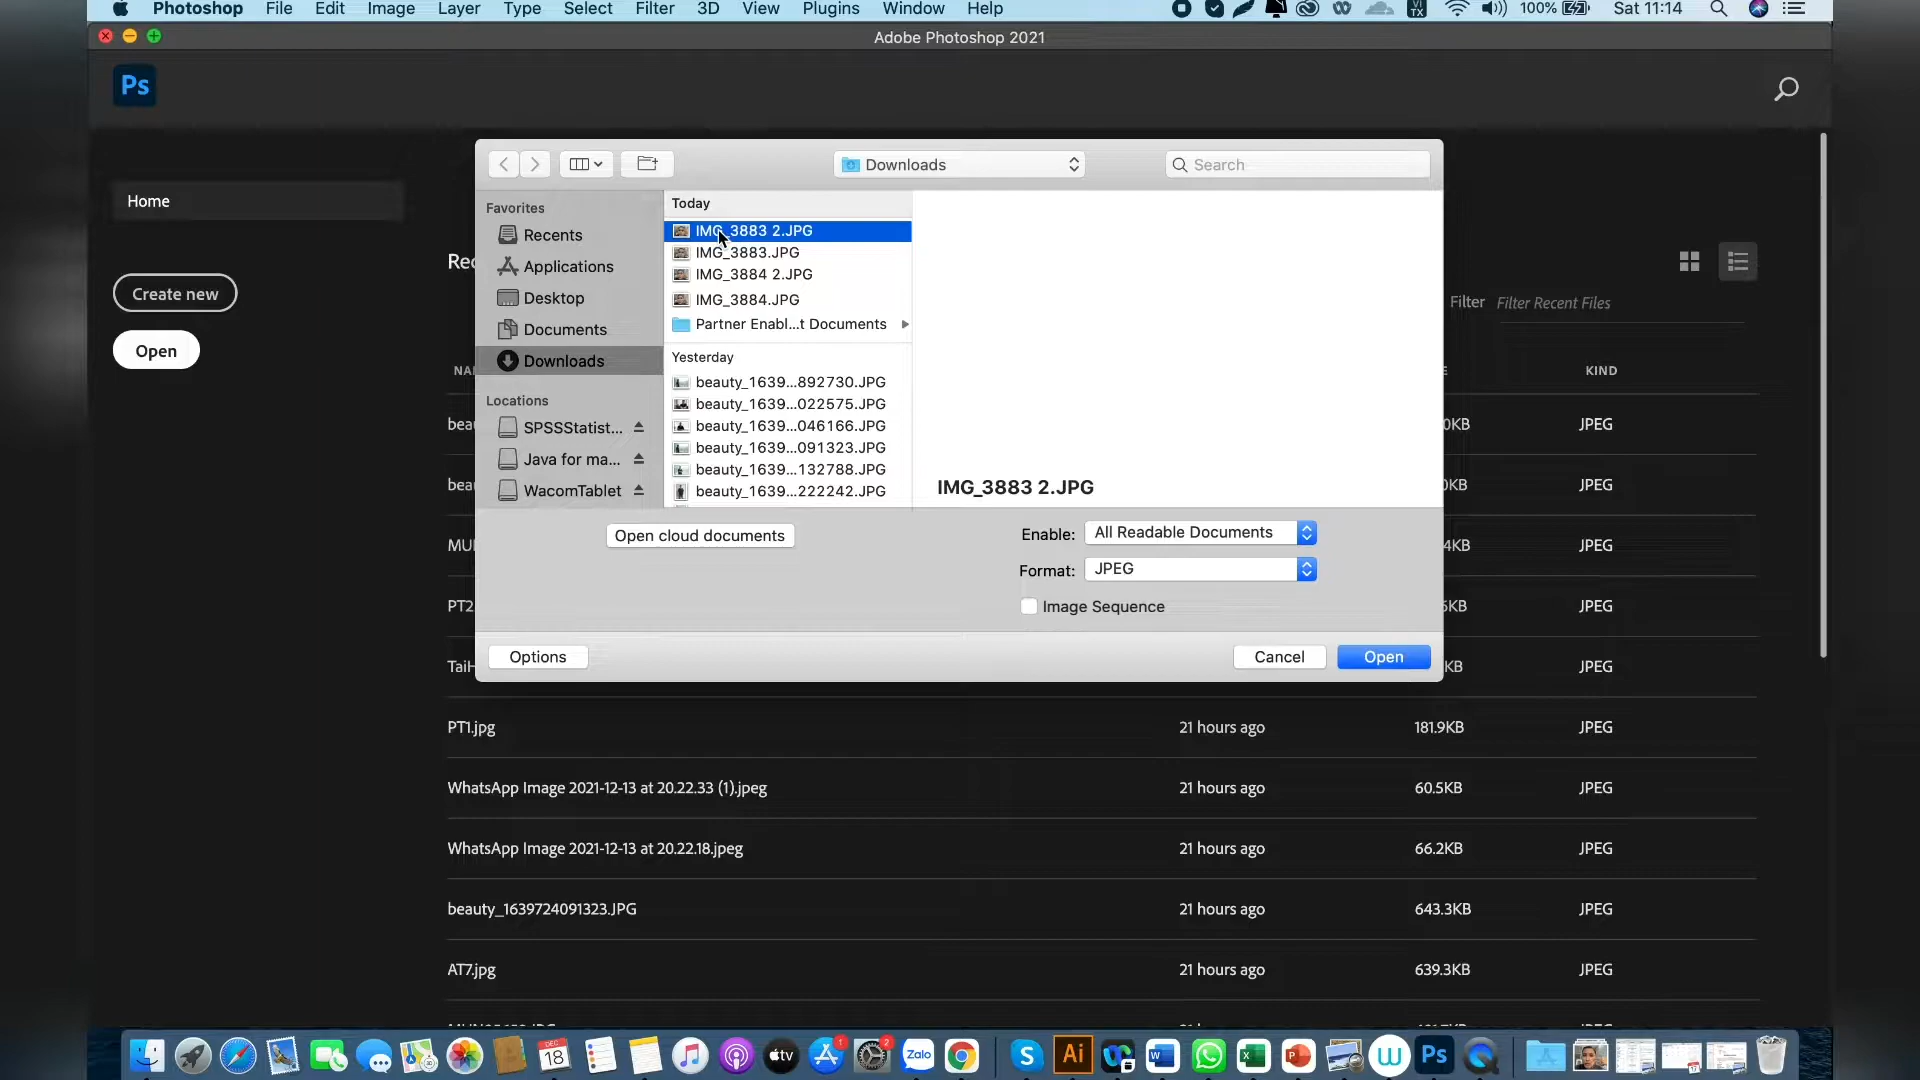 Photoshop File Edit Image Layer Type Select Filter 3D View Plugins Window Help 100% Sat 11:14
Adobe Photoshop 2021
Ps
Downloads
Search
Home
Favorites
Recents
Applications
Desktop
Documents
Downloads
Locations
SPSSStatist...
Java for ma...
WacomTablet
Today
IMG_3883 2.JPG
IMG_3883.JPG
IMG_3884 2.JPG
IMG_3884.JPG
Partner Enabl...t Documents
Yesterday
beauty_1639...892730.JPG
beauty_1639...022575.JPG
beauty_1639...046166.JPG
beauty_1639...091323.JPG
beauty_1639...132788.JPG
beauty_1639...222242.JPG
IMG_3883 2.JPG
Create new
Open
Filter Filter Recent Files
KIND
JPEG
JPEG
JPEG
JPEG
JPEG
Open cloud documents
Enable: All Readable Documents
Format: JPEG
Image Sequence
Options
Cancel
Open
PT1.jpg 21 hours ago 181.9KB JPEG
WhatsApp Image 2021-12-13 at 20.22.33 (1).jpeg 21 hours ago 60.5KB JPEG
WhatsApp Image 2021-12-13 at 20.22.18.jpeg 21 hours ago 66.2KB JPEG
beauty_1639724091323.JPG 21 hours ago 643.3KB JPEG
AT7.jpg 21 hours ago 639.3KB JPEG
DEC 18
tv
1
2
Zalo
S
Ai
W
X
P
Ps